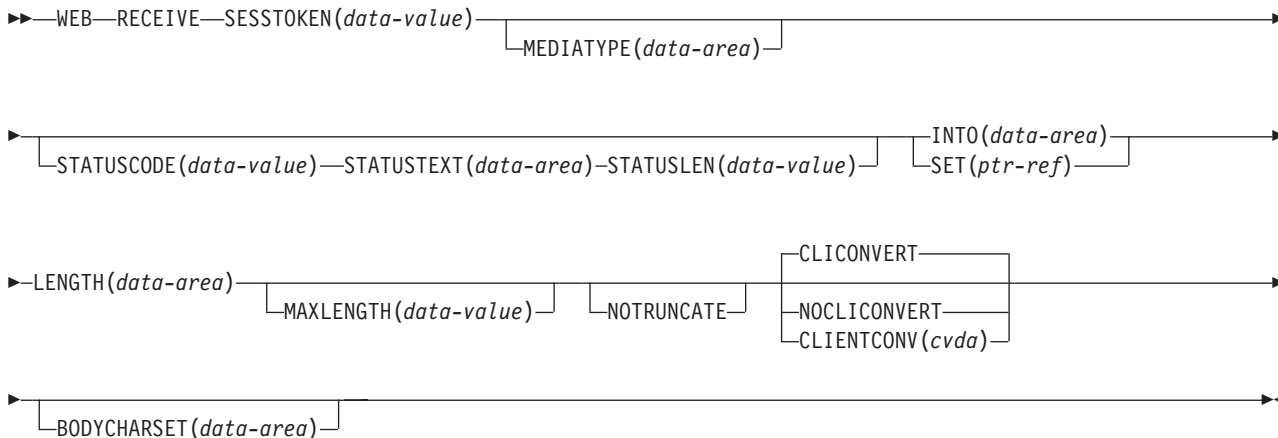 WEB RECEIVE SESSTOKEN(data-value)
MEDIATYPE(data-area)
STATUSCODE(data-value) STATUSTEXT(data-area) STATUSLEN(data-value)
INTO(data-area)
SET(ptr-ref)
LENGTH(data-area)
MAXLENGTH(data-value)
NOTRUNCATE
CLICONVERT
NOCLICONVERT
CLIENTCONV(cvda)
BODYCHARSET(data-area)